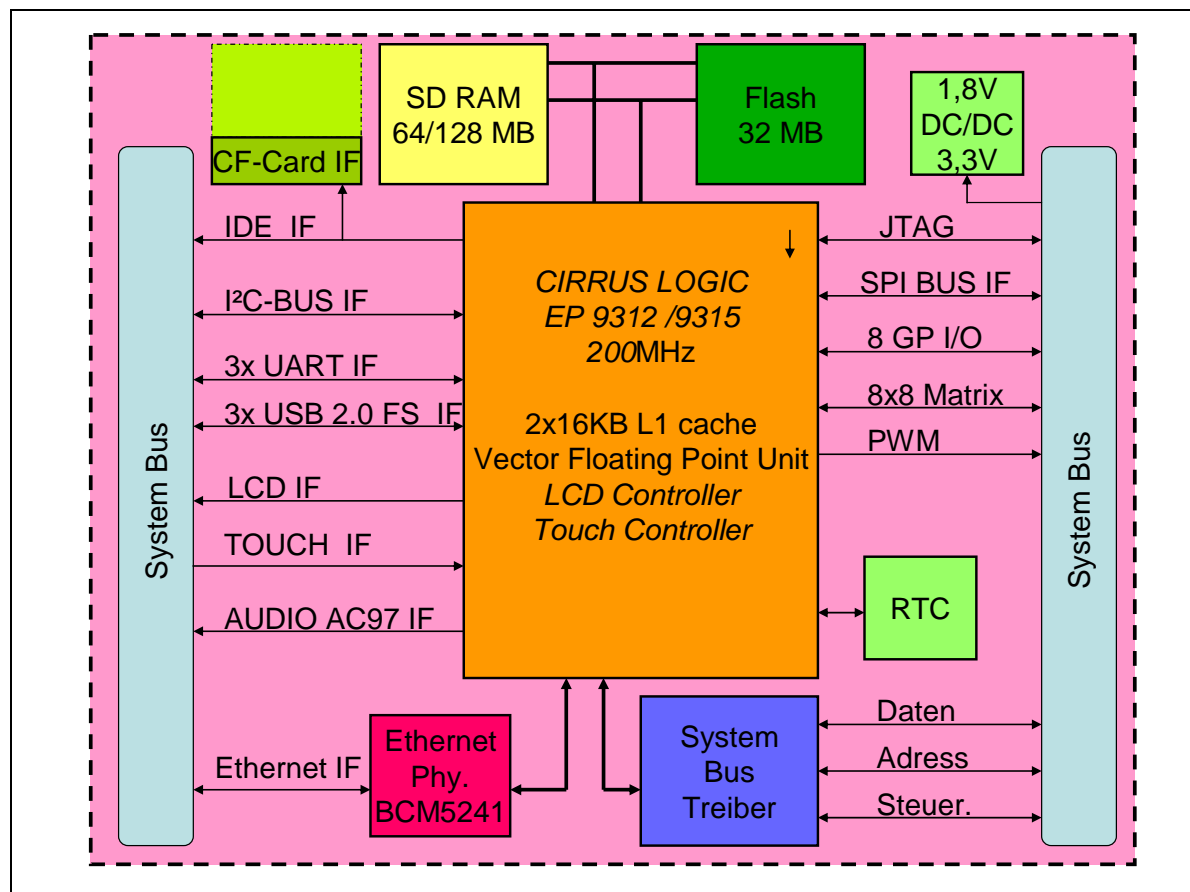 SD RAM
64/128 MB
Flash
32 MB
1,8V
DC/DC
3,3V
CF-Card IF
IDE IF
I²C-BUS IF
3x UART IF
3x USB 2.0 FS IF
LCD IF
TOUCH IF
AUDIO AC97 IF
Ethernet IF
System Bus
CIRRUS LOGIC
EP 9312 /9315
200MHz
2x16KB L1 cache
Vector Floating Point Unit
LCD Controller
Touch Controller
JTAG
SPI BUS IF
8 GP I/O
8x8 Matrix
PWM
RTC
System Bus
Ethernet
Phy.
BCM5241
System
Bus
Treiber
Daten
Adress
Steuer.